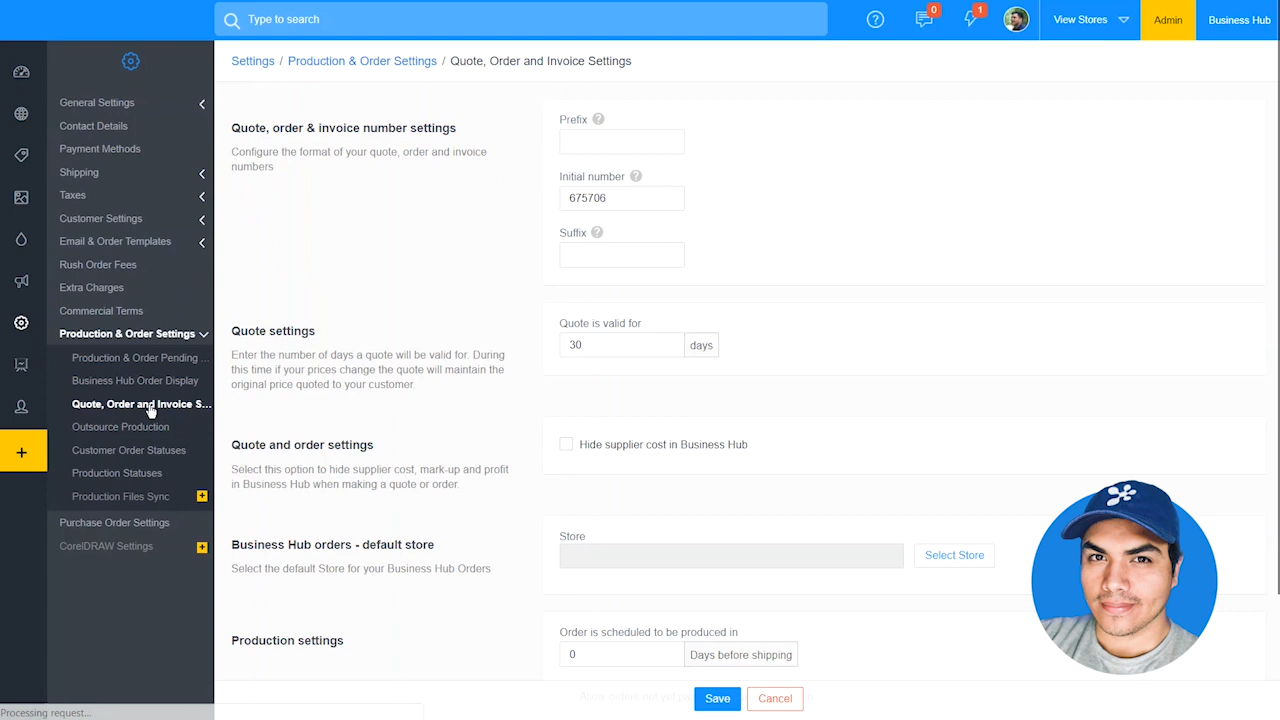 Type to search
0
1
View Stores
Admin
Business Hub
General Settings
Contact Details
Payment Methods
Shipping
Taxes
Customer Settings
Email & Order Templates
Rush Order Fees
Extra Charges
Commercial Terms
Production & Order Settings
Production & Order Pending ...
Business Hub Order Display
Quote, Order and Invoice S...
Outsource Production
Customer Order Statuses
Production Statuses
Production Files Sync
Purchase Order Settings
CorelDRAW Settings
Processing request...
Settings / Production & Order Settings / Quote, Order and Invoice Settings
Quote, order & invoice number settings
Configure the format of your quote, order and invoice
numbers
Prefix
Initial number
675706
Suffix
Quote settings
Enter the number of days a quote will be valid for. During
this time if your prices change the quote will maintain the
original price quoted to your customer.
Quote is valid for
30 days
Quote and order settings
Select this option to hide supplier cost, mark-up and profit
in Business Hub when making a quote or order.
Hide supplier cost in Business Hub
Business Hub orders - default store
Select the default Store for your Business Hub Orders
Store
Select Store
Production settings
Order is scheduled to be produced in
0 Days before shipping
Allow orders not yet
Save
Cancel